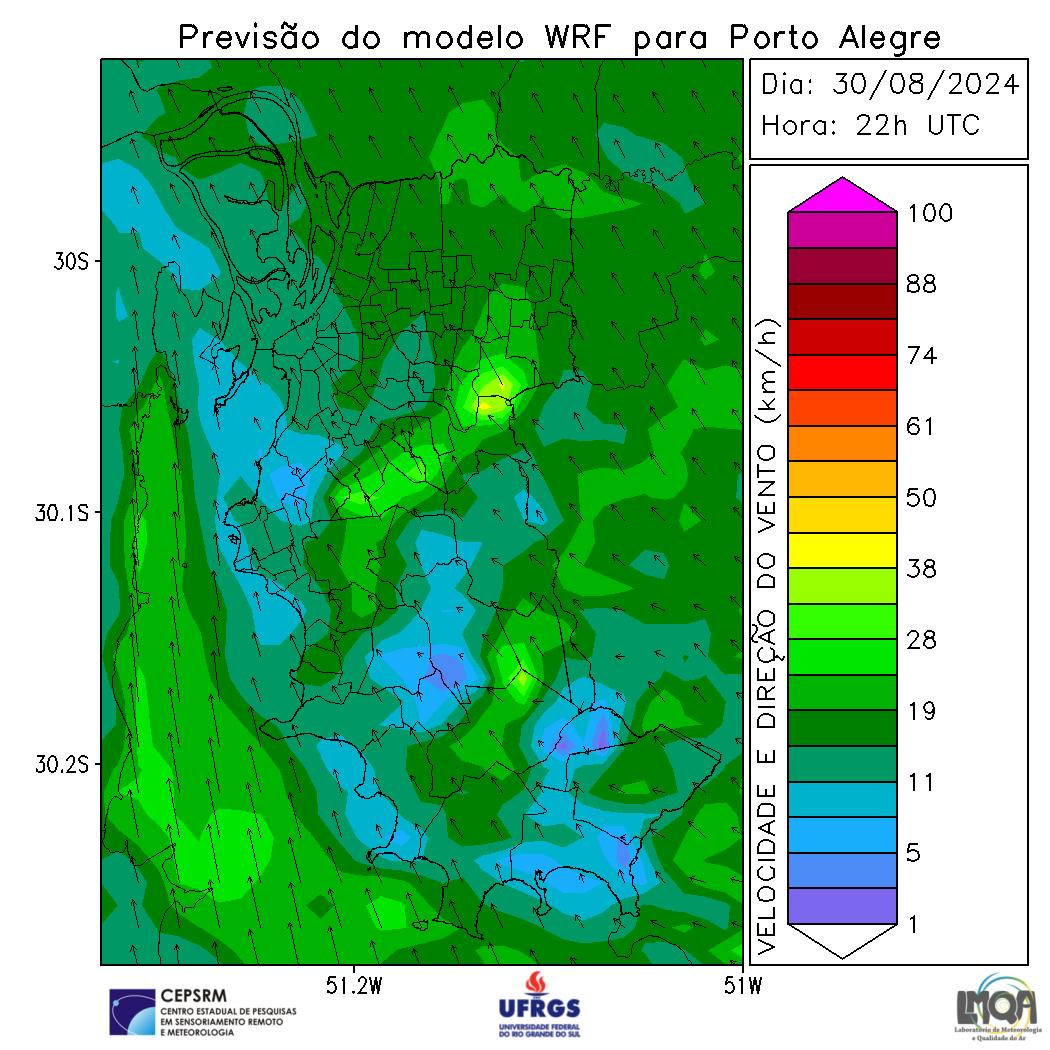 Previsão do modelo WRF para Porto Alegre
Dia: 30/08/2024
Hora: 22h UTC
30S
30.1S
30.2S
51.2W
51W
VELOCIDADE E DIREÇÃO DO VENTO (km/h)
100
88
74
61
50
38
28
19
11
5
1
CEPSRM
CENTRO ESTADUAL DE PESQUISAS
EM SENSORIAMENTO REMOTO
E METEOROLOGIA
UFRGS
UNIVERSIDADE FEDERAL
DO RIO GRANDE DO SUL
LMQA
Laboratório de Meteorologia
e Qualidade do Ar